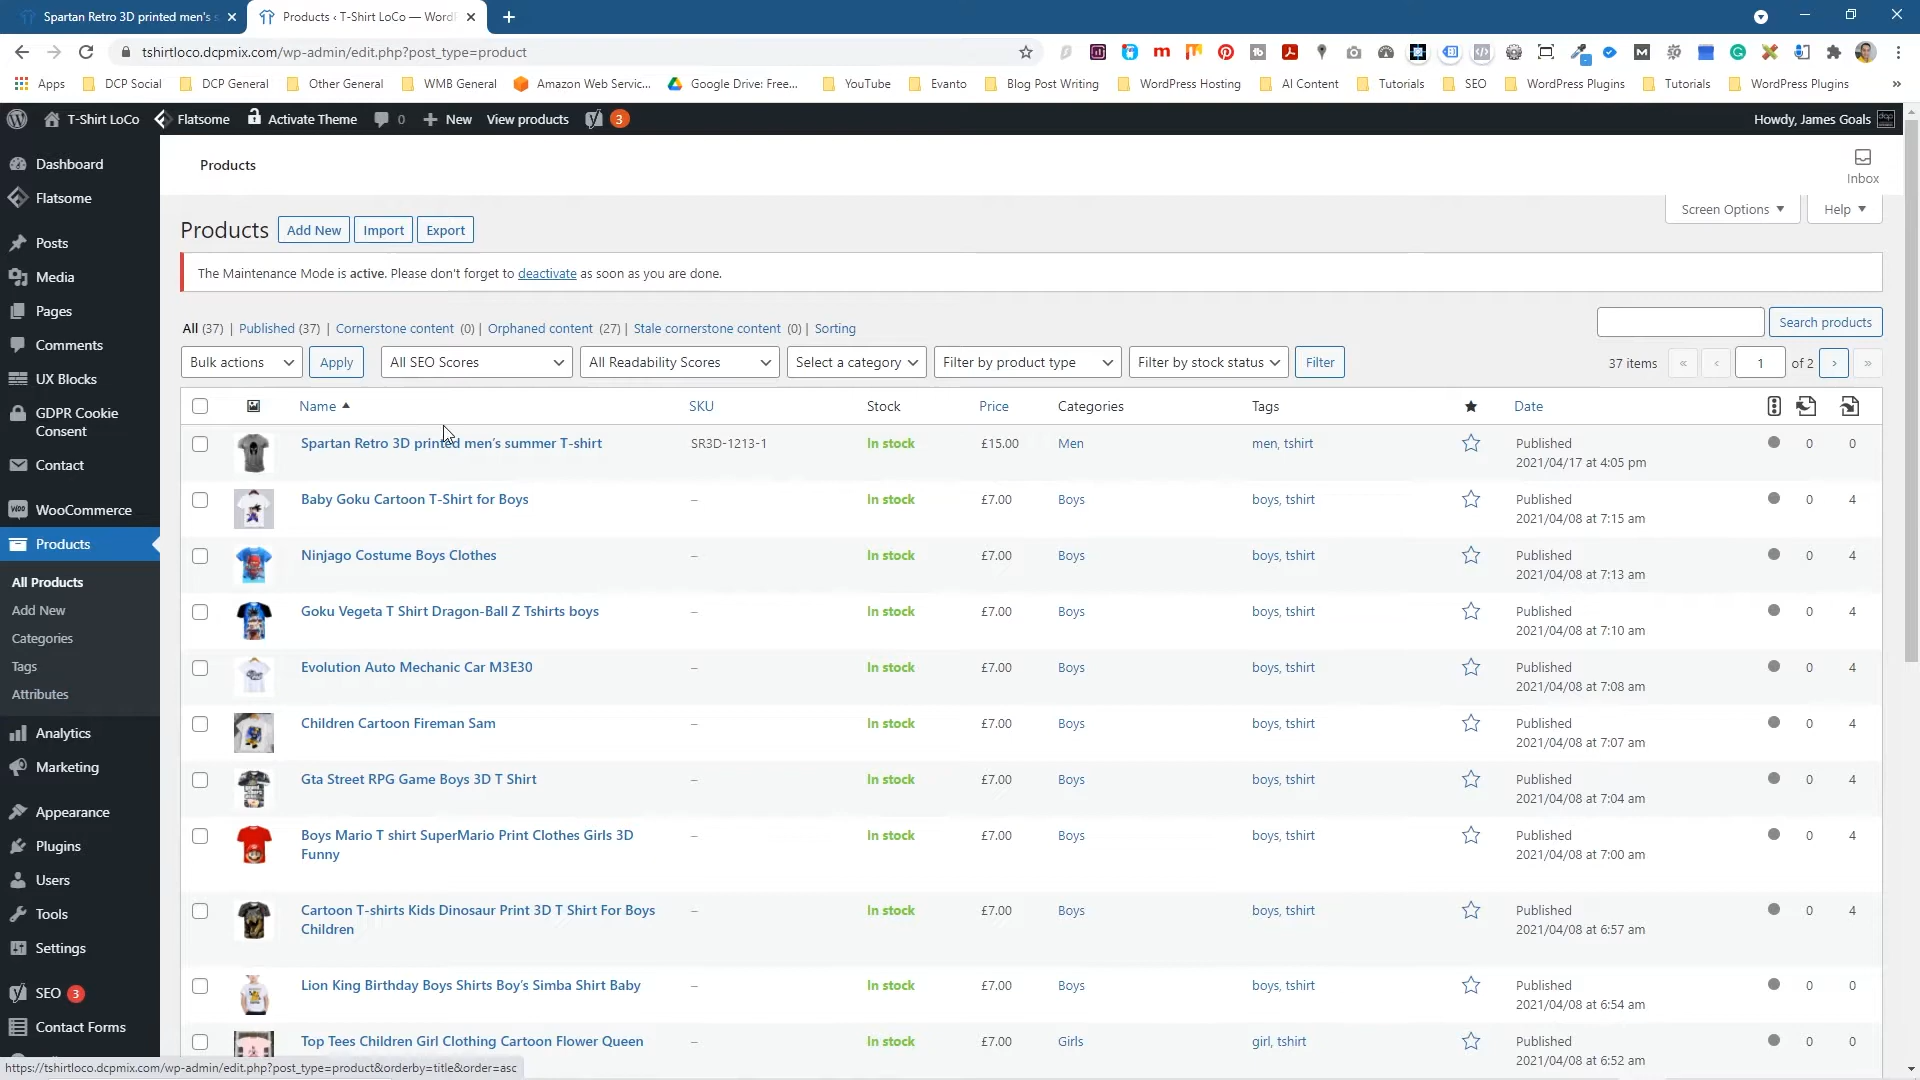 Spartan Retro 3D printed men's s
Products ‹ T-Shirt LoCo — WordP
tshirtloco.dcpmix.com/wp-admin/edit.php?post_type=product
Apps
DCP Social
DCP General
Other General
WMB General
Amazon Web Servic...
Google Drive: Free...
YouTube
Evanto
Blog Post Writing
WordPress Hosting
AI Content
Tutorials
SEO
WordPress Plugins
Tutorials
WordPress Plugins
»
T-Shirt LoCo
Flatsome
Activate Theme
0
New
View products
3
Howdy, James Goals
Dashboard
Flatsome
Posts
Media
Pages
Comments
UX Blocks
GDPR Cookie
Consent
Contact
WooCommerce
Products
All Products
Add New
Categories
Tags
Attributes
Analytics
Marketing
Appearance
Plugins
Users
Tools
Settings
SEO 3
Contact Forms
Products
Inbox
Screen Options
Help
Products
Add New
Import
Export
The Maintenance Mode is active. Please don't forget to deactivate as soon as you are done.
All (37) | Published (37) | Cornerstone content (0) | Orphaned content (27) | Stale cornerstone content (0) | Sorting
Search products
Bulk actions
Apply
All SEO Scores
All Readability Scores
Select a category
Filter by product type
Filter by stock status
Filter
37 items « ‹ 1 of 2 › »
Name SKU Stock Price Categories Tags Date
Spartan Retro 3D printed men's summer T-shirt SR3D-1213-1 In stock £15.00 Men men, tshirt Published 0 0
2021/04/17 at 4:05 pm
Baby Goku Cartoon T-Shirt for Boys – In stock £7.00 Boys boys, tshirt Published 0 4
2021/04/08 at 7:15 am
Ninjago Costume Boys Clothes – In stock £7.00 Boys boys, tshirt Published 0 4
2021/04/08 at 7:13 am
Goku Vegeta T Shirt Dragon-Ball Z Tshirts boys – In stock £7.00 Boys boys, tshirt Published 0 4
2021/04/08 at 7:10 am
Evolution Auto Mechanic Car M3E30 – In stock £7.00 Boys boys, tshirt Published 0 4
2021/04/08 at 7:08 am
Children Cartoon Fireman Sam – In stock £7.00 Boys boys, tshirt Published 0 4
2021/04/08 at 7:07 am
Gta Street RPG Game Boys 3D T Shirt – In stock £7.00 Boys boys, tshirt Published 0 4
2021/04/08 at 7:04 am
Boys Mario T shirt SuperMario Print Clothes Girls 3D – In stock £7.00 Boys boys, tshirt Published 0 4
Funny 2021/04/08 at 7:00 am
Cartoon T-shirts Kids Dinosaur Print 3D T Shirt For Boys – In stock £7.00 Boys boys, tshirt Published 0 4
Children 2021/04/08 at 6:57 am
Lion King Birthday Boys Shirts Boy's Simba Shirt Baby – In stock £7.00 Boys boys, tshirt Published 0 0
2021/04/08 at 6:54 am
Top Tees Children Girl Clothing Cartoon Flower Queen – In stock £7.00 Girls girl, tshirt Published 0 0
2021/04/08 at 6:52 am
https://tshirtloco.dcpmix.com/wp-admin/edit.php?post_type=product&orderby=title&order=asc